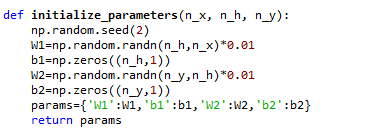 def initialize_parameters(n_x, n_h, n_y):
    np.random.seed(2)
    W1=np.random.randn(n_h,n_x)*0.01
    b1=np.zeros((n_h,1))
    W2=np.random.randn(n_y,n_h)*0.01
    b2=np.zeros((n_y,1))
    params={'W1':W1,'b1':b1,'W2':W2,'b2':b2}
    return params